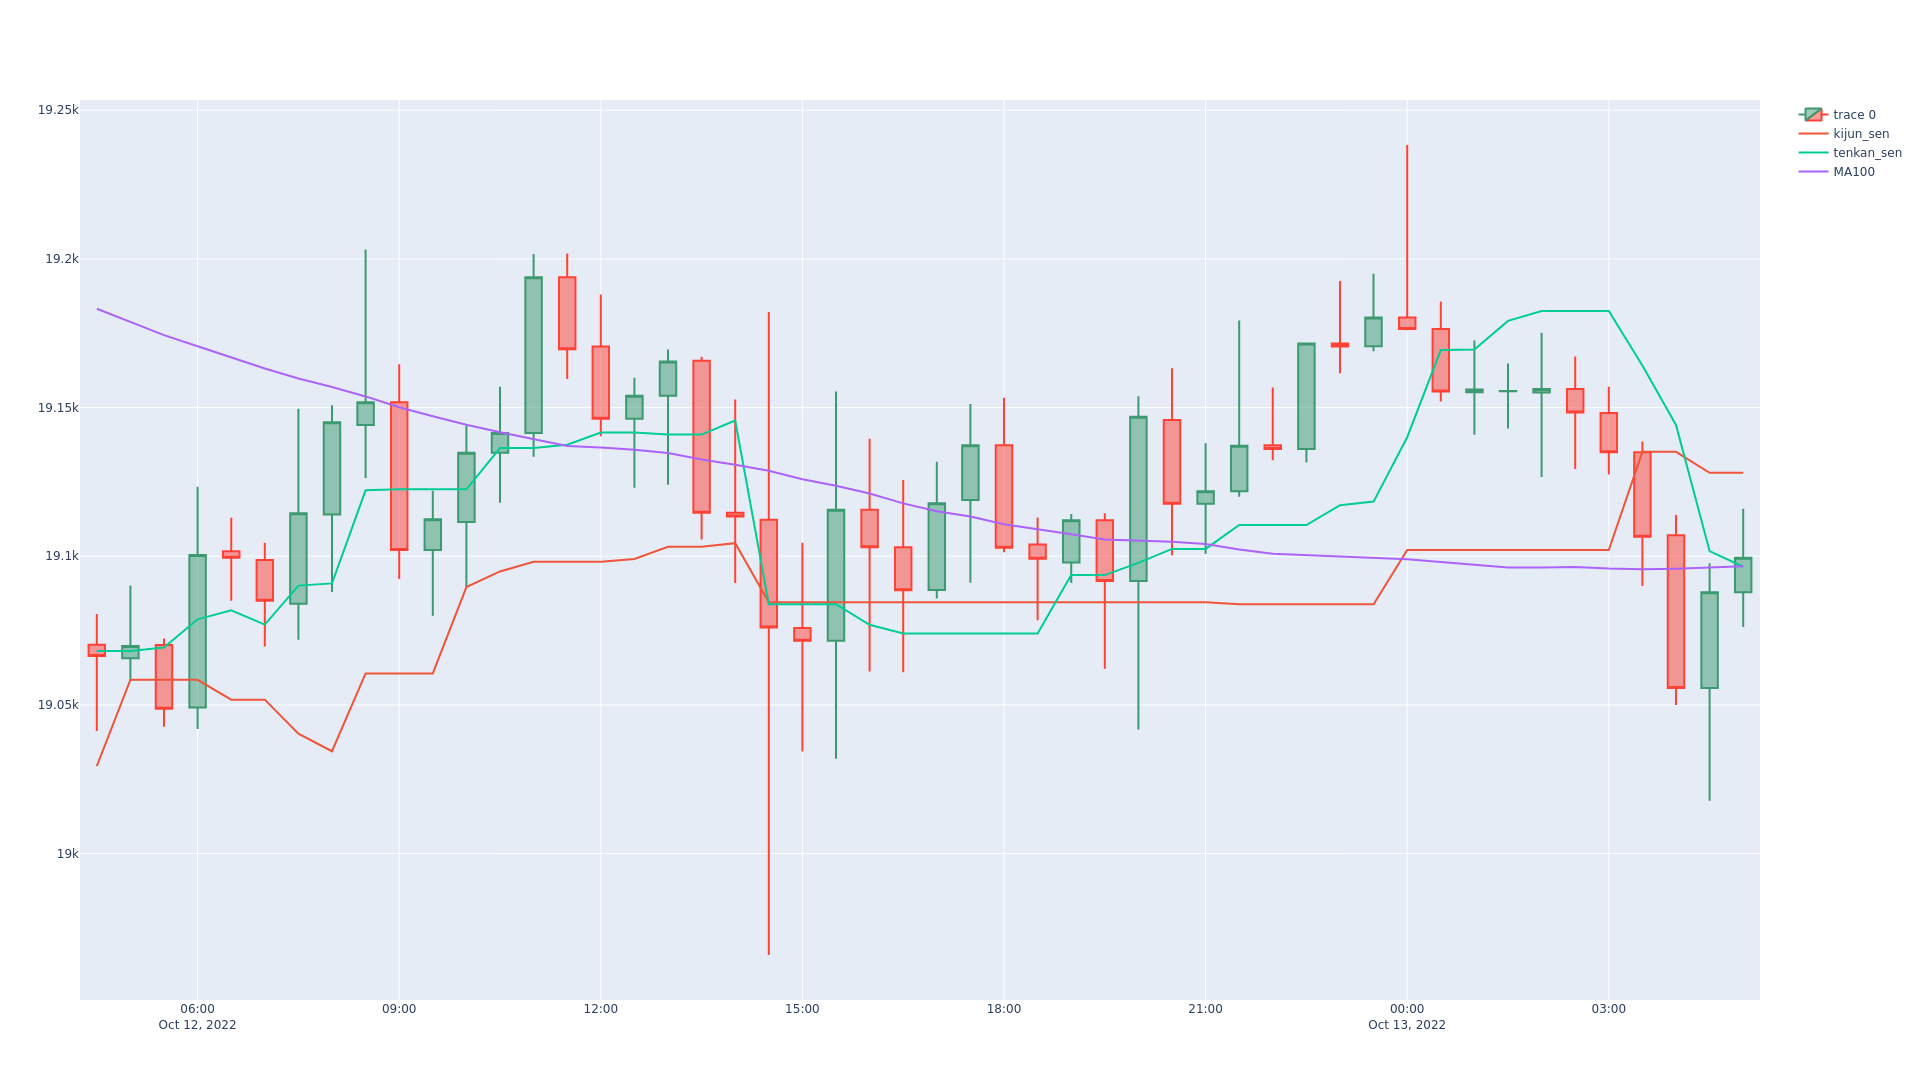 19.25k
19.2k
19.15k
19.1k
19.05k
19k
06:00
Oct 12, 2022
09:00
12:00
15:00
18:00
21:00
00:00
Oct 13, 2022
03:00
trace 0
kijun_sen
tenkan_sen
MA100